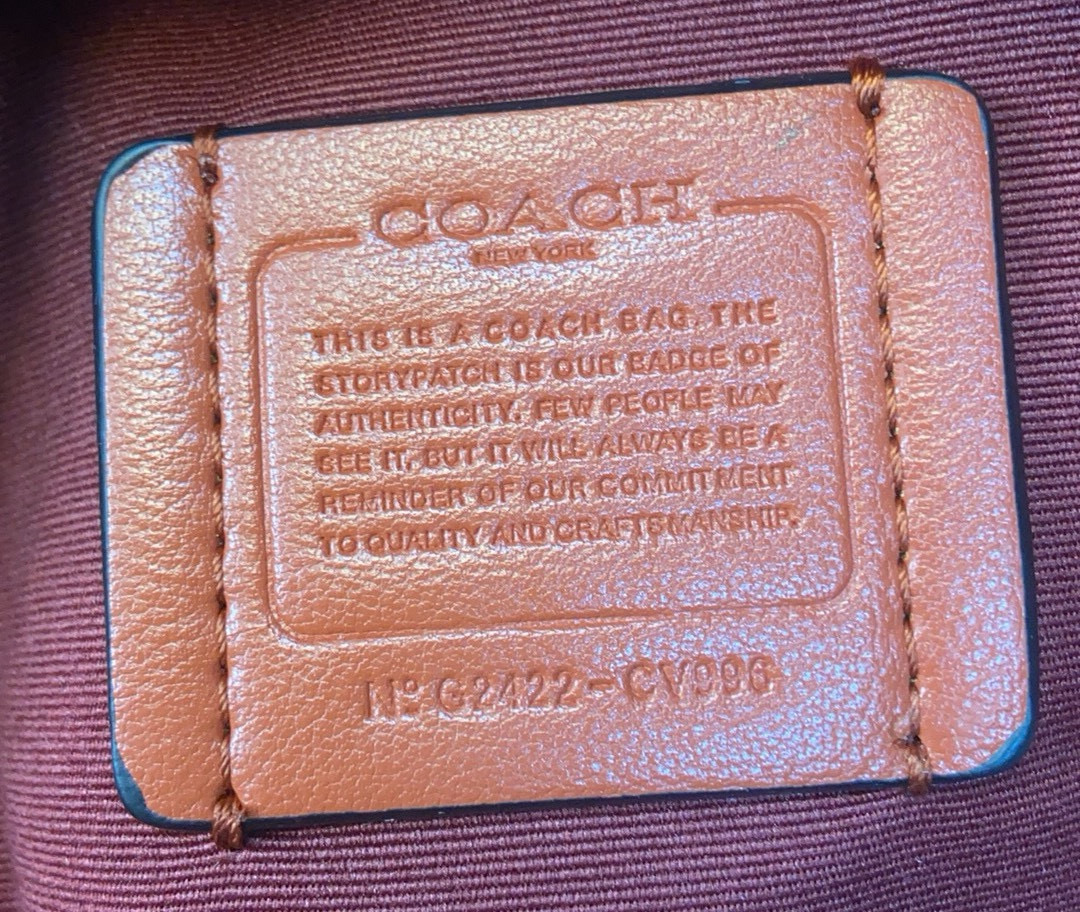 COACH
NEW YORK
THIS IS A COACH BAG. THE
STORYPATCH IS OUR BADGE OF
AUTHENTICITY. FEW PEOPLE MAY
SEE IT, BUT IT WILL ALWAYS BE A
REMINDER OF OUR COMMITMENT
TO QUALITY AND CRAFTSMANSHIP.
Nº G2422-CV996